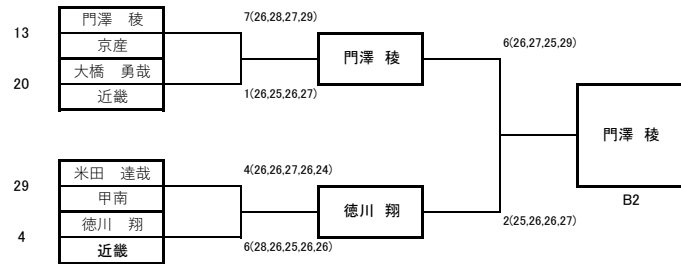 13
門澤　稜
京産
20
大橋　勇哉
近畿
7(26,28,27,29)
1(26,25,26,27)
門澤 稜
6(26,27,25,29)
29
米田　達哉
甲南
4
徳川　翔
近畿
4(26,26,27,26,24)
6(28,26,25,26,26)
徳川 翔
2(25,26,26,27)
門澤 稜
B2